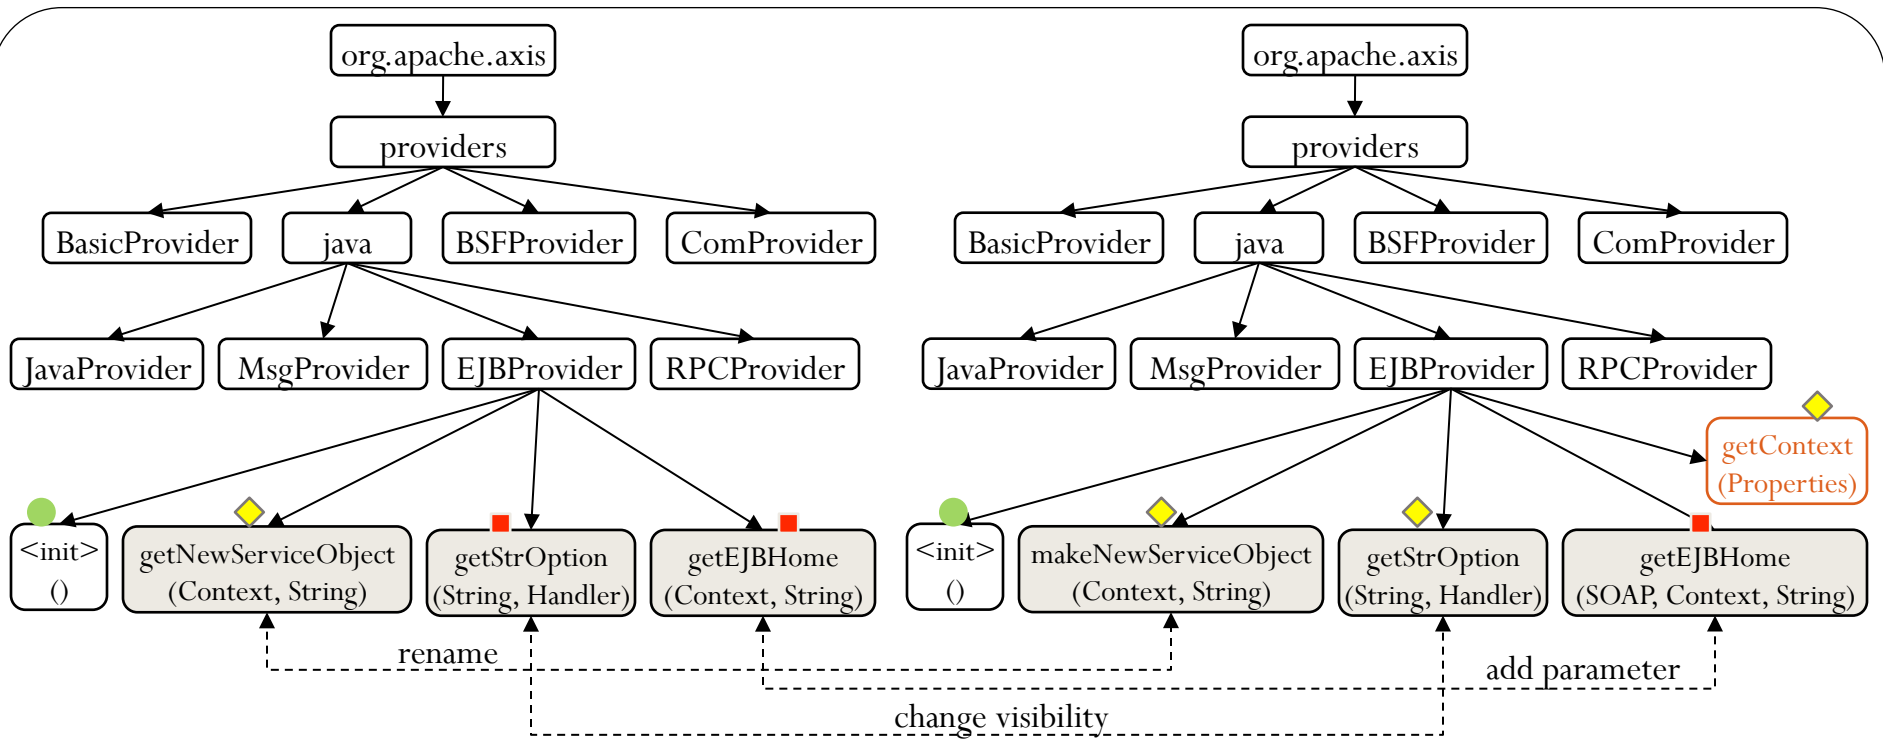 org.apache.axis
org.apache.axis
providers
providers
BasicProvider
java
BSFProvider
ComProvider
BasicProvider
java
BSFProvider
ComProvider
JavaProvider
MsgProvider
EJBProvider
RPCProvider
JavaProvider
MsgProvider
EJBProvider
RPCProvider
getContext
(Properties)
<init>
()
getNewServiceObject
(Context, String)
getStrOption
(String, Handler)
getEJBHome
(Context, String)
<init>
()
makeNewServiceObject
(Context, String)
getStrOption
(String, Handler)
getEJBHome
(SOAP, Context, String)
rename
add parameter
change visibility